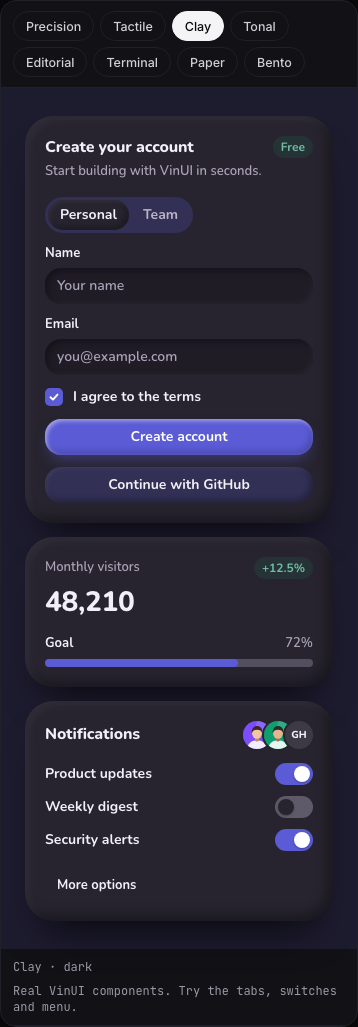 Precision Tactile Clay Tonal
Editorial Terminal Paper Bento
Create your account Free
Start building with VinUI in seconds.
Personal Team
Name
Your name
Email
you@example.com
I agree to the terms
Create account
Continue with GitHub
Monthly visitors +12.5%
48,210
Goal 72%
Notifications GH
Product updates
Weekly digest
Security alerts
More options
Clay · dark
Real VinUI components. Try the tabs, switches
and menu.